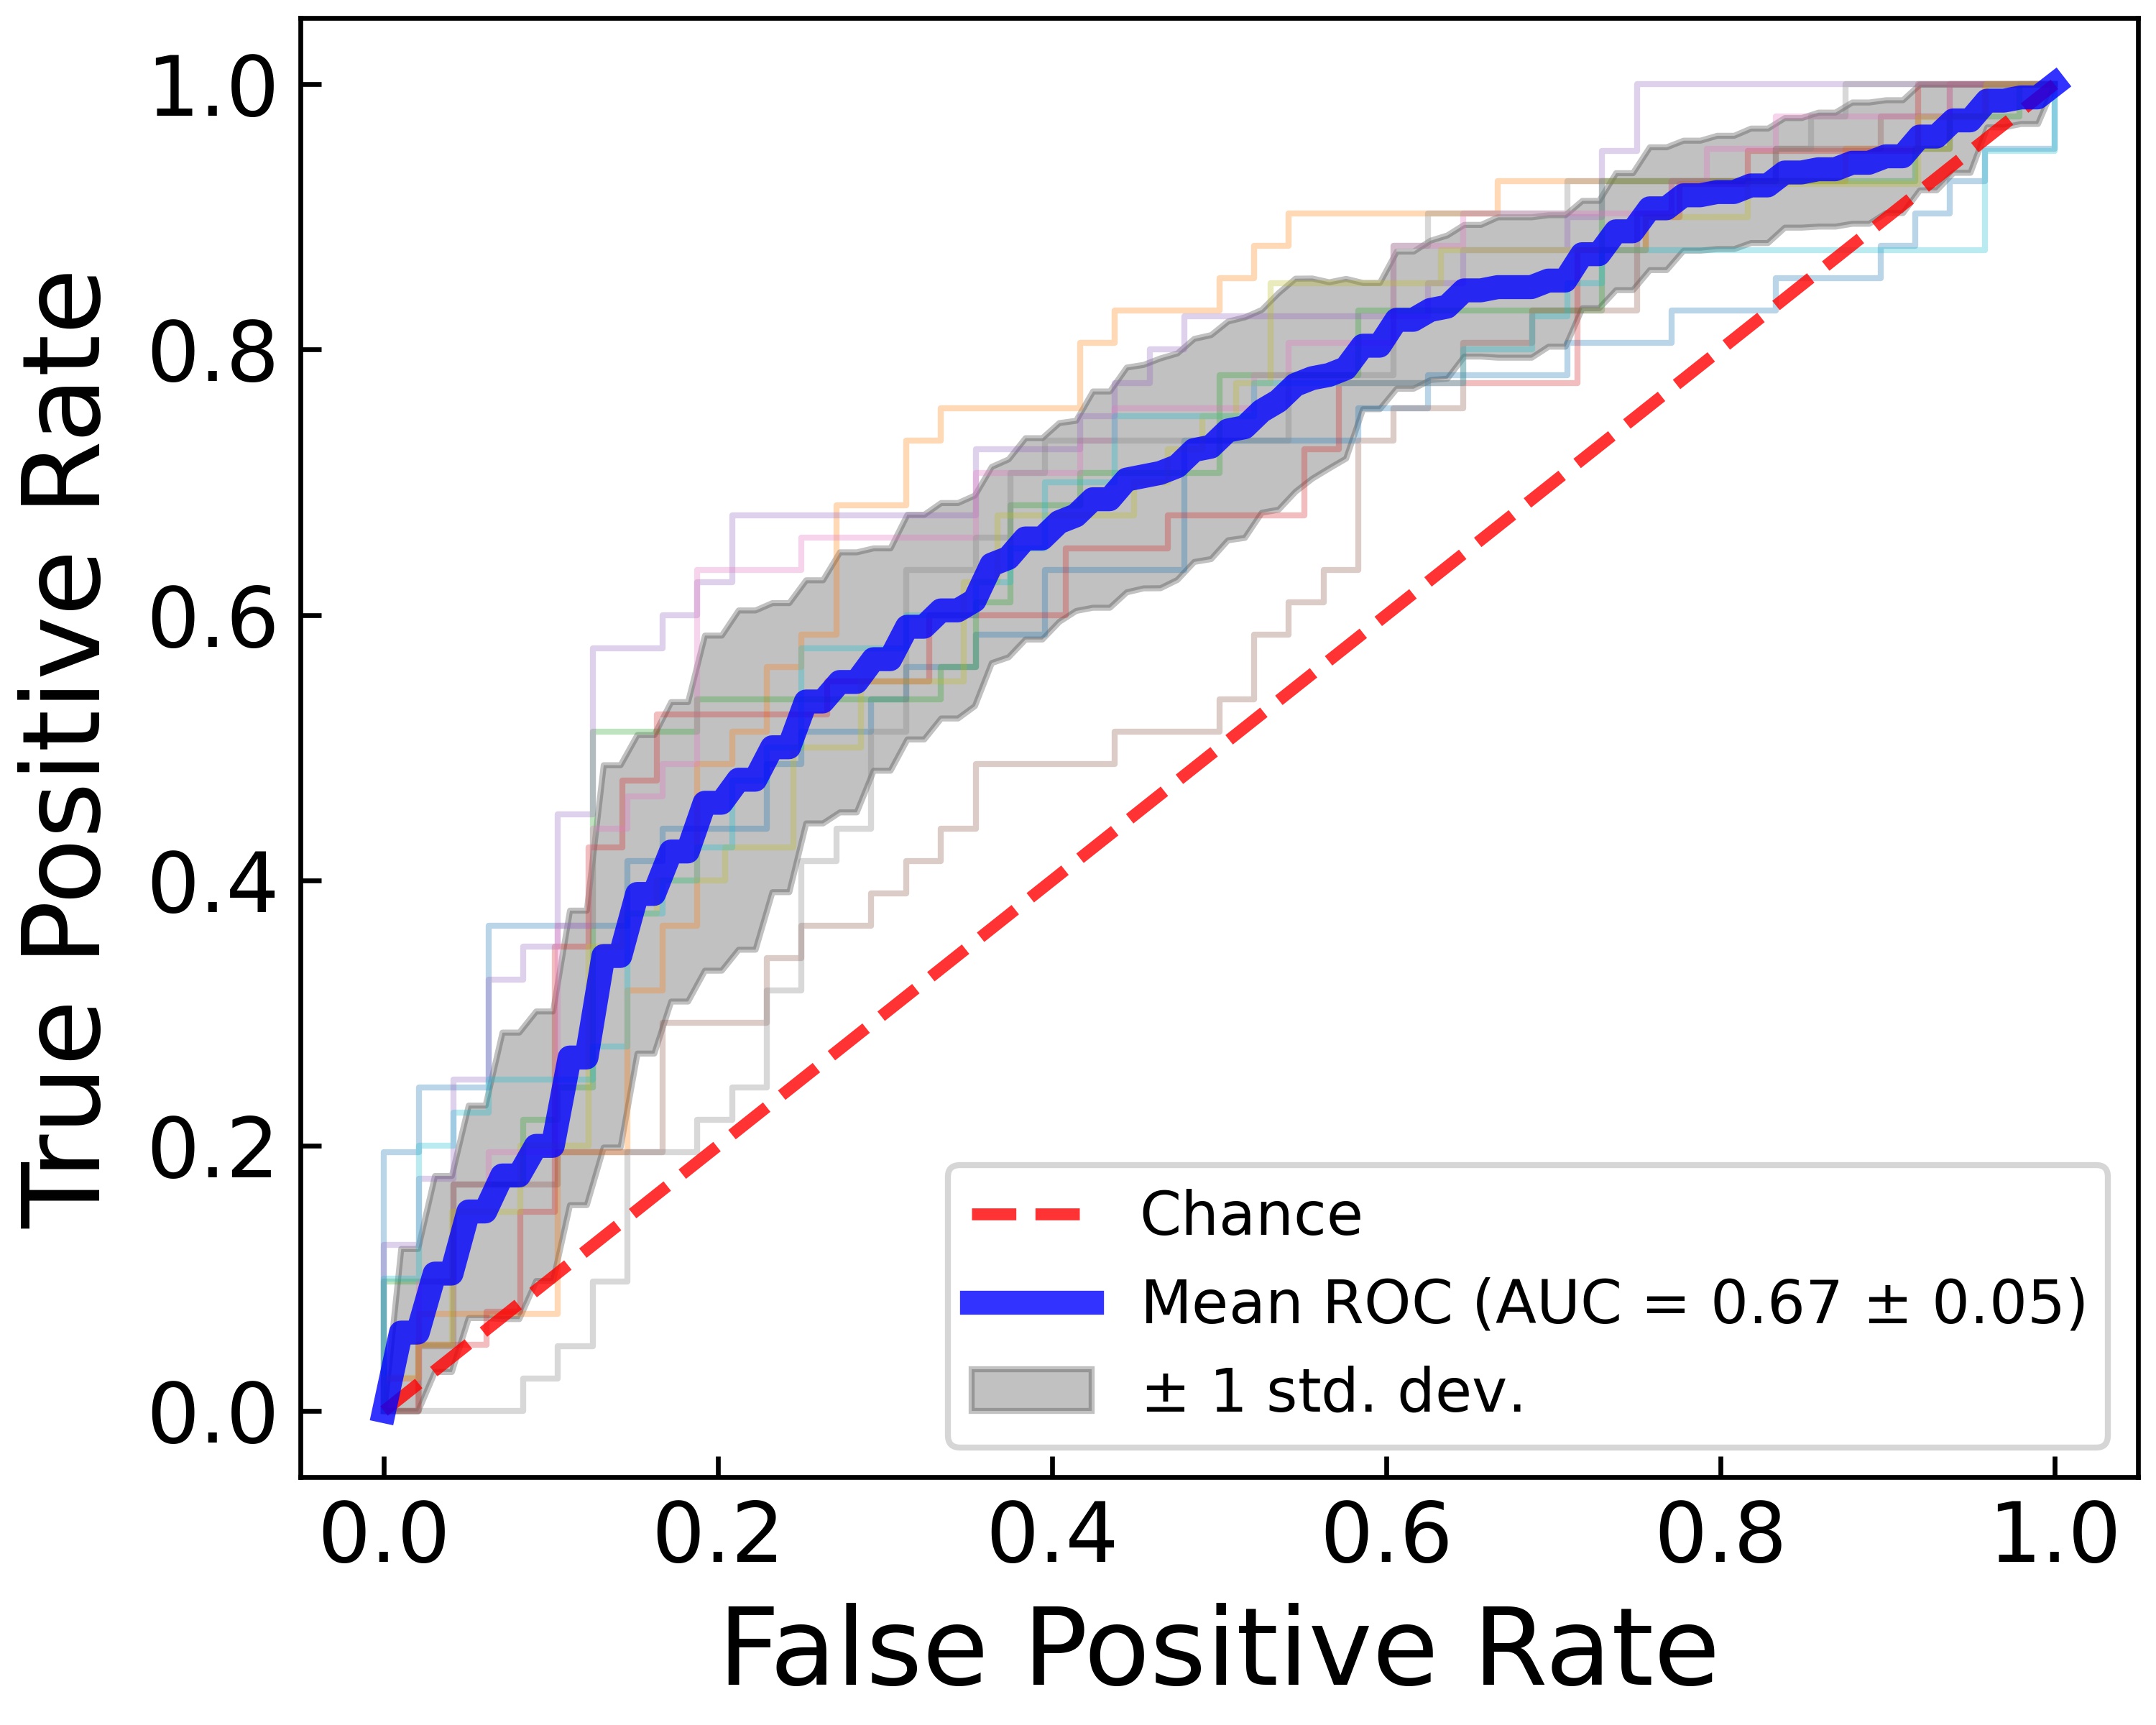 True Positive Rate
1.0
0.8
0.6
0.4
0.2
0.0
Chance
Mean ROC (AUC = 0.67 ± 0.05)
± 1 std. dev.
0.0 0.2 0.4 0.6 0.8 1.0
False Positive Rate